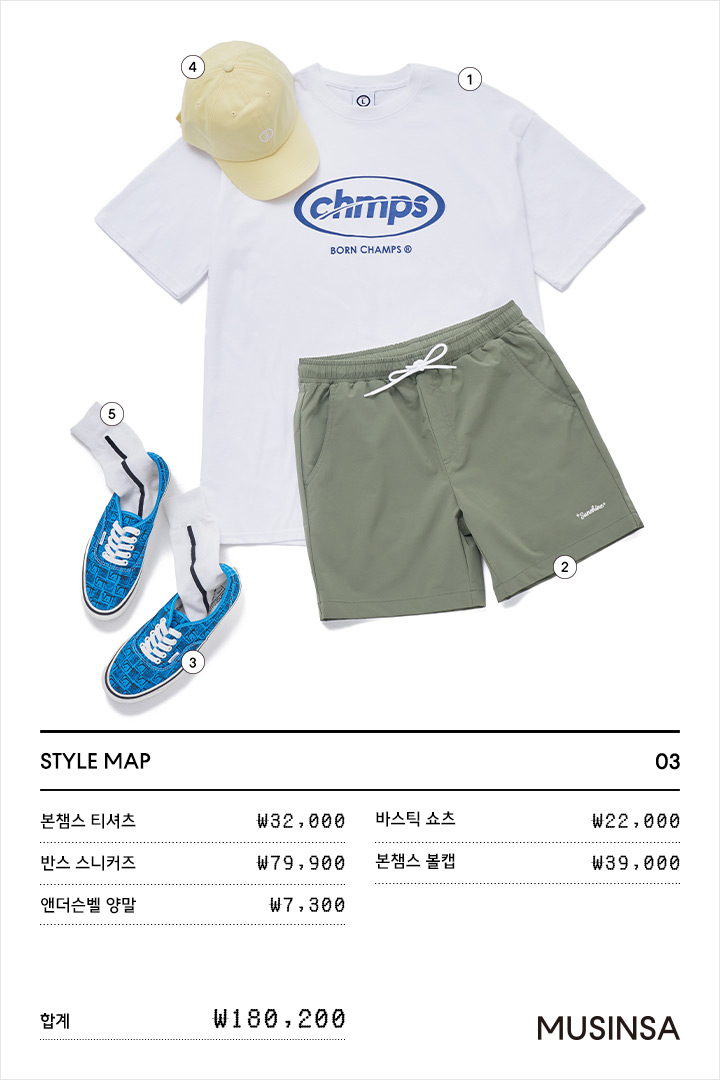 4
1
L
chmps
BORN CHAMPS ®
5
"Sunshine"
2
3
STYLE MAP 03
본챔스 티셔츠 ₩32,000
바스틱 쇼츠 ₩22,000
반스 스니커즈 ₩79,900
본챔스 볼캡 ₩39,000
앤더슨벨 양말 ₩7,300
합계 ₩180,200
MUSINSA